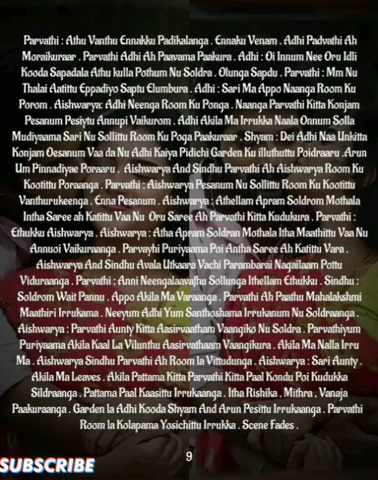 Parvathi : Athu Vanthu Ennakku Padikalanga . Ennaku Venam . Adhi Padvathi Ah
Moraikuraar . Parvathi Adhi Ah Paavama Paakura . Adhi : Oi Innum Nee Oru Idli
Kooda Sapadala Athu kulla Pothum Nu Soldra . Olunga Sapdu . Parvathi : Mm Nu
Thalai Aatitu Eppadiyo Saptu Elumbura . Adhi : Sari Ma Appo Naanga Room Ku
Porom . Aishwarya: Adhi Neenga Room Ku Ponga . Naanga Parvathi Kitta Konjam
Pesanum Pesiytu Annupi Vaikurom . Adhi Akila Ma Irrukka Naala Onnum Solla
Mudiyaama Sari Nu Sollittu Room Ku Poga Paakuraar . Shyam : Dei Adhi Naa Unkitta
Konjam Oesanum Vaa da Nu Adhi Kaiya Pidichi Garden Ku illuthuttu Poidraaru .Arun
Um Pinnadiyae Poraaru . Aishwarya And Sindhu Parvathi Ah Aishwarya Room Ku
Kootittu Poraanga . Parvathi : Aishwarya Pesanum Nu Sollittu Room Ku Kootittu
Vanthurukeenga . Enna Pesanum . Aishwarya : Athellam Apram Soldrom Mothala
Intha Saree ah Katittu Vaa Nu Oru Saree Ah Parvathi Kitta Kudukura . Parvathi :
Ethukku Aishwarya . Aishwarya : Atha Apram Soldran Mothala Itha Maathittu Vaa Nu
Annuoi Vaikuraanga . Parvayhi Puriyaama Poi Antha Saree Ah Katittu Vara .
Aishwarya And Sindhu Avala Utkaaru Vachi Parambarai Nagailaam Pottu
Viduraanga . Parvathi : Anni Neengalaavathu Sollunga Ithellam Ethukku . Sindhu :
Soldrom Wait Pannu . Appo Akila Ma Varaanga . Parvathi Ah Paathu Mahalakshmi
Maathiri Irrukama . Neeyum Adhi Yum Santhoshama Irrukanum Nu Soldraanga .
Aishwarya : Parvathi Aunty Kitta Aasirvaatham Vaangiko Nu Soldra . Parvathiyum
Puriyaama Akila Kaal La Vilunthu Aasirvatham Vaangikura . Akila Ma Nalla Irru
Ma . Aishwarya Sindhu Parvathi Ah Room la Vittudunga . Aishwarya : Sari Aunty .
Akila Ma Leaves . Akila Pattama Kitta Parvathi Kitta Paal Kondu Poi Kudukka
Sildraanga . Pattama Paal Kaasittu Irrukaanga . Itha Rishika , Mithra , Vanaja
Paakuraanga . Garden la Adhi Kooda Shyam And Arun Pesittu Irrukaanga . Parvathi
Room la Kolapama Yosichittu Irrukka . Scene Fades .
9
SUBSCRIBE